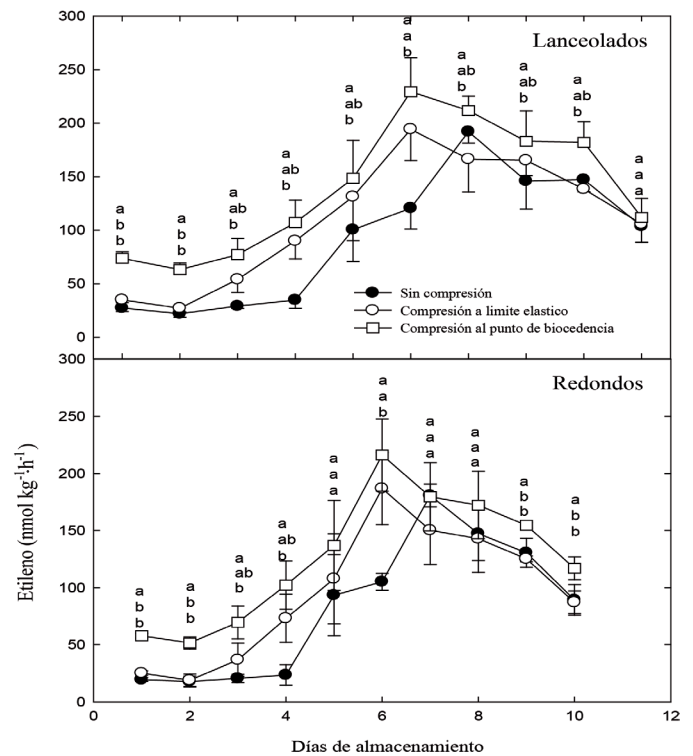 300
Lanceolados
250
200
150
100
50
0
a a a a a a a a a a
b b ab ab ab a ab ab ab a
b b b b b b b b b a
Sin compresión
Compresión a limite elastico
Compresión al punto de biocedencia
300
Redondos
250
200
150
100
50
0
a a a a a a a a a a
b b ab ab a a a a b b
b b b b a b a a b b
Etileno (nmol kg⁻¹·h⁻¹)
0 2 4 6 8 10 12
Días de almacenamiento